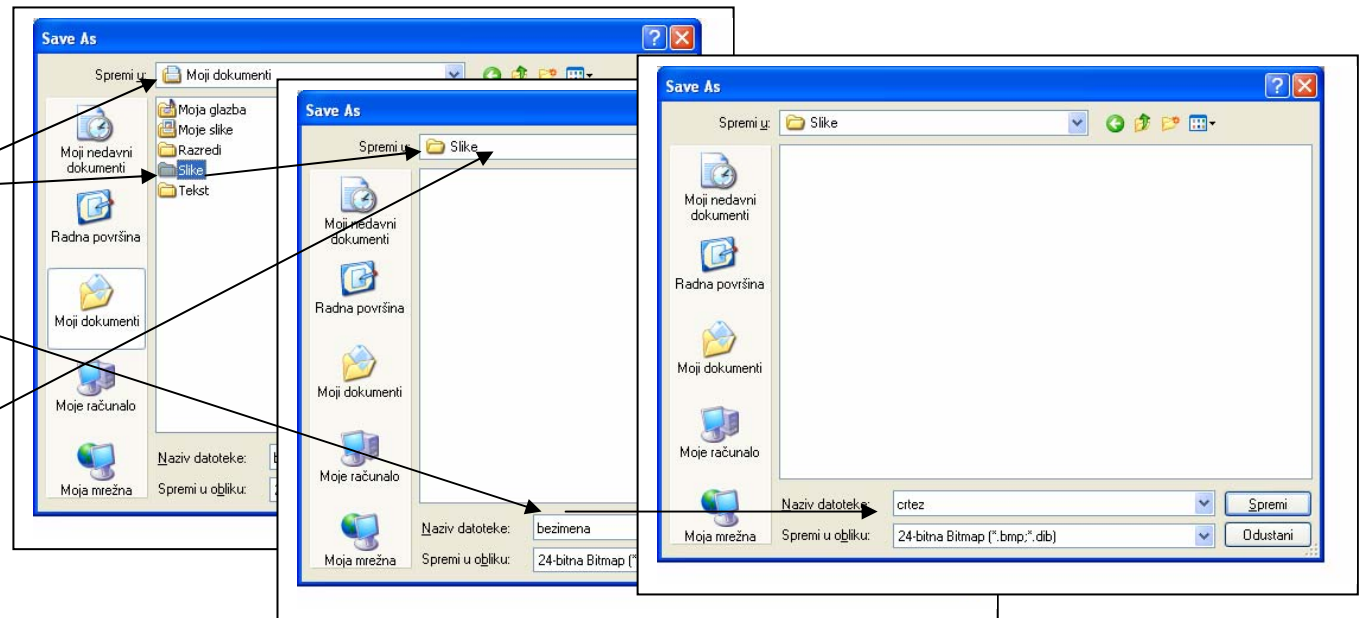 Save As
Spremi u:
Moji dokumenti
Moja glazba
Moje slike
Razredi
Slike
Tekst
Moji nedavni
dokumenti
Radna površina
Moji dokumenti
Moje računalo
Moja mrežna
Naziv datoteke:
Spremi u obliku:
Save As
Spremi u:
Slike
Moji nedavni
dokumenti
Radna površina
Moji dokumenti
Moje računalo
Moja mrežna
Naziv datoteke:
bezimena
Spremi u obliku:
24-bitna Bitmap (*
Save As
Spremi u:
Slike
Moji nedavni
dokumenti
Radna površina
Moji dokumenti
Moje računalo
Moja mrežna
Naziv datoteke:
crtez
Spremi
Spremi u obliku:
24-bitna Bitmap (*.bmp;*.dib)
Odustani